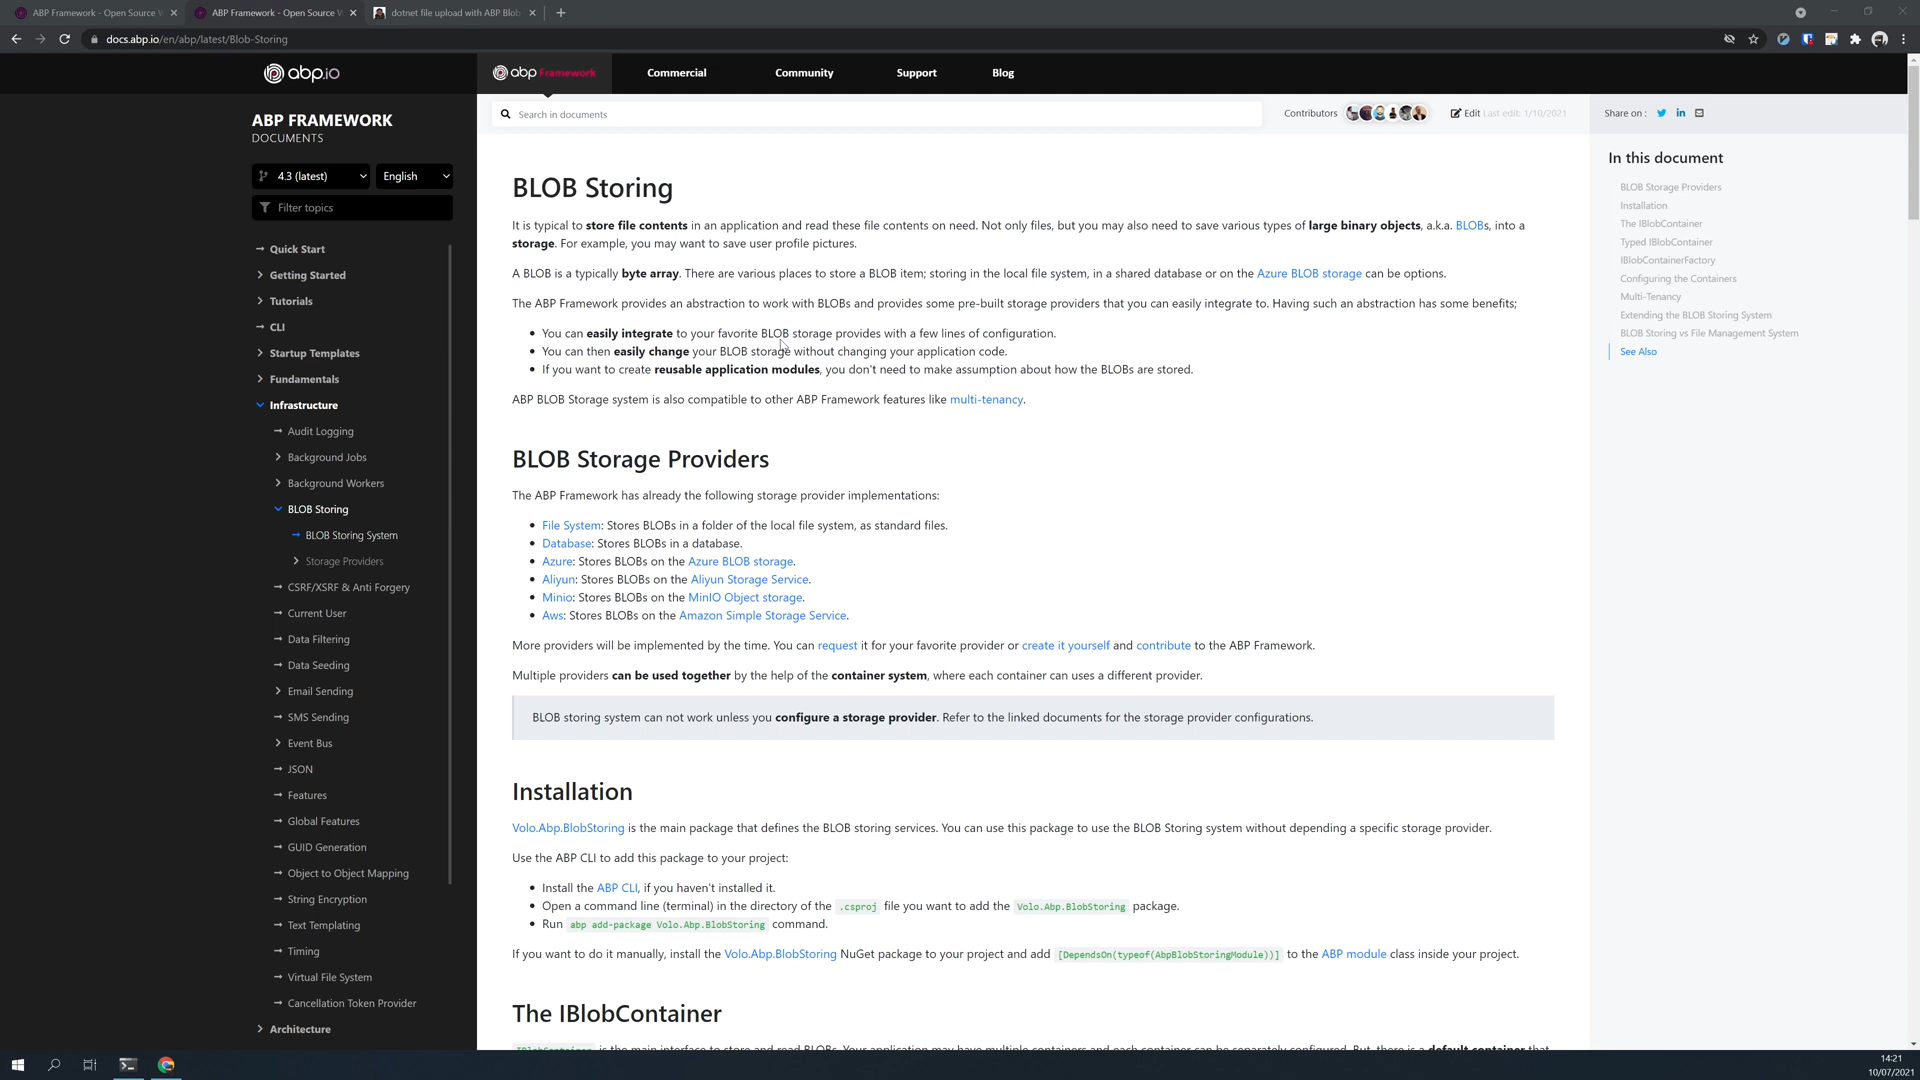 ABP Framework - Open Source W
ABP Framework - Open Source W
dotnet file upload with ABP Blob
docs.abp.io/en/abp/latest/Blob-Storing
abp.io
abp Framework
Commercial
Community
Support
Blog
ABP FRAMEWORK
DOCUMENTS
4.3 (latest)
English
Filter topics
Quick Start
Getting Started
Tutorials
CLI
Startup Templates
Fundamentals
Infrastructure
Audit Logging
Background Jobs
Background Workers
BLOB Storing
BLOB Storing System
Storage Providers
CSRF/XSRF & Anti Forgery
Current User
Data Filtering
Data Seeding
Email Sending
SMS Sending
Event Bus
JSON
Features
Global Features
GUID Generation
Object to Object Mapping
String Encryption
Text Templating
Timing
Virtual File System
Cancellation Token Provider
Architecture
Search in documents
Contributors
Edit Last edit: 1/10/2021
Share on :
BLOB Storing
It is typical to store file contents in an application and read these file contents on need. Not only files, but you may also need to save various types of large binary objects, a.k.a. BLOBs, into a
storage. For example, you may want to save user profile pictures.
A BLOB is a typically byte array. There are various places to store a BLOB item; storing in the local file system, in a shared database or on the Azure BLOB storage can be options.
The ABP Framework provides an abstraction to work with BLOBs and provides some pre-built storage providers that you can easily integrate to. Having such an abstraction has some benefits;
You can easily integrate to your favorite BLOB storage provides with a few lines of configuration.
You can then easily change your BLOB storage without changing your application code.
If you want to create reusable application modules, you don't need to make assumption about how the BLOBs are stored.
ABP BLOB Storage system is also compatible to other ABP Framework features like multi-tenancy.
BLOB Storage Providers
The ABP Framework has already the following storage provider implementations:
File System: Stores BLOBs in a folder of the local file system, as standard files.
Database: Stores BLOBs in a database.
Azure: Stores BLOBs on the Azure BLOB storage.
Aliyun: Stores BLOBs on the Aliyun Storage Service.
Minio: Stores BLOBs on the MinIO Object storage.
Aws: Stores BLOBs on the Amazon Simple Storage Service.
More providers will be implemented by the time. You can request it for your favorite provider or create it yourself and contribute to the ABP Framework.
Multiple providers can be used together by the help of the container system, where each container can uses a different provider.
BLOB storing system can not work unless you configure a storage provider. Refer to the linked documents for the storage provider configurations.
Installation
Volo.Abp.BlobStoring is the main package that defines the BLOB storing services. You can use this package to use the BLOB Storing system without depending a specific storage provider.
Use the ABP CLI to add this package to your project:
Install the ABP CLI, if you haven't installed it.
Open a command line (terminal) in the directory of the .csproj file you want to add the Volo.Abp.BlobStoring package.
Run abp add-package Volo.Abp.BlobStoring command.
If you want to do it manually, install the Volo.Abp.BlobStoring NuGet package to your project and add [DependsOn(typeof(AbpBlobStoringModule))] to the ABP module class inside your project.
The IBlobContainer
IBlobContainer is the main interface to store and read BLOBs. Your application may have multiple containers and each container can be separately configured. But, there is a default container that
In this document
BLOB Storage Providers
Installation
The IBlobContainer
Typed IBlobContainer
IBlobContainerFactory
Configuring the Containers
Multi-Tenancy
Extending the BLOB Storing System
BLOB Storing vs File Management System
See Also
14:21
10/07/2021